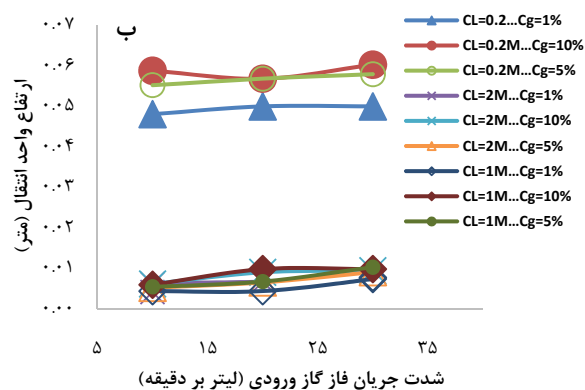 ب
ارتفاع واحد انتقال (متر)
۰.۰۷
۰.۰۶
۰.۰۵
۰.۰۴
۰.۰۳
۰.۰۲
۰.۰۱
۰.۰۰
۵ ۱۵ ۲۵ ۳۵
شدت جریان فاز گاز ورودی (لیتر بر دقیقه)
CL=0.2...Cg=1%
CL=0.2M...Cg=10%
CL=0.2M...Cg=5%
CL=2M...Cg=1%
CL=2M...Cg=10%
CL=2M...Cg=5%
CL=1M...Cg=1%
CL=1M...Cg=10%
CL=1M...Cg=5%